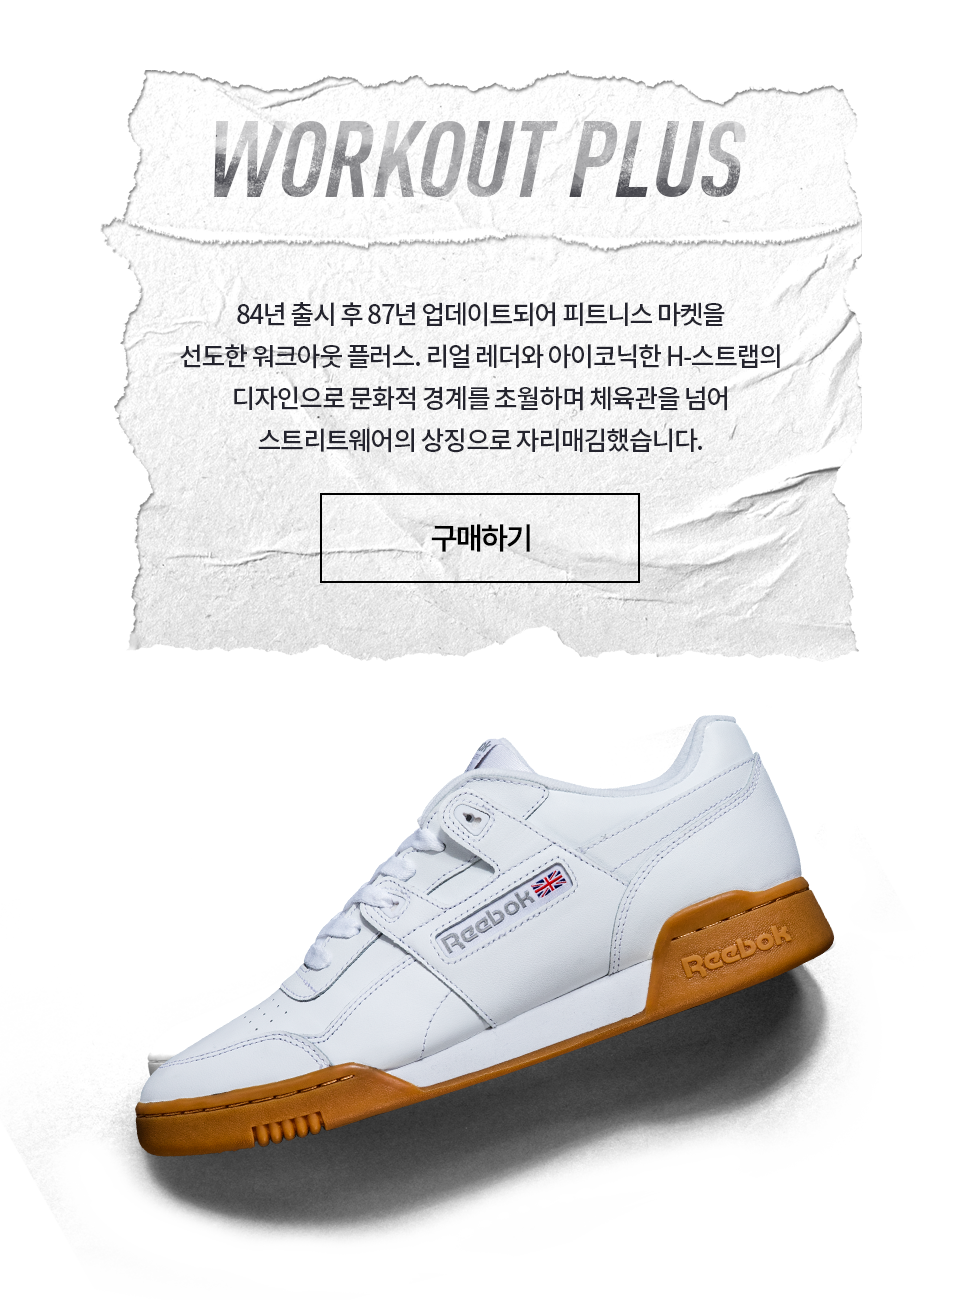 WORKOUT PLUS
84년 출시 후 87년 업데이트되어 피트니스 마켓을
선도한 워크아웃 플러스. 리얼 레더와 아이코닉한 H-스트랩의
디자인으로 문화적 경계를 초월하며 체육관을 넘어
스트리트웨어의 상징으로 자리매김했습니다.
구매하기
Reebok
Reebok